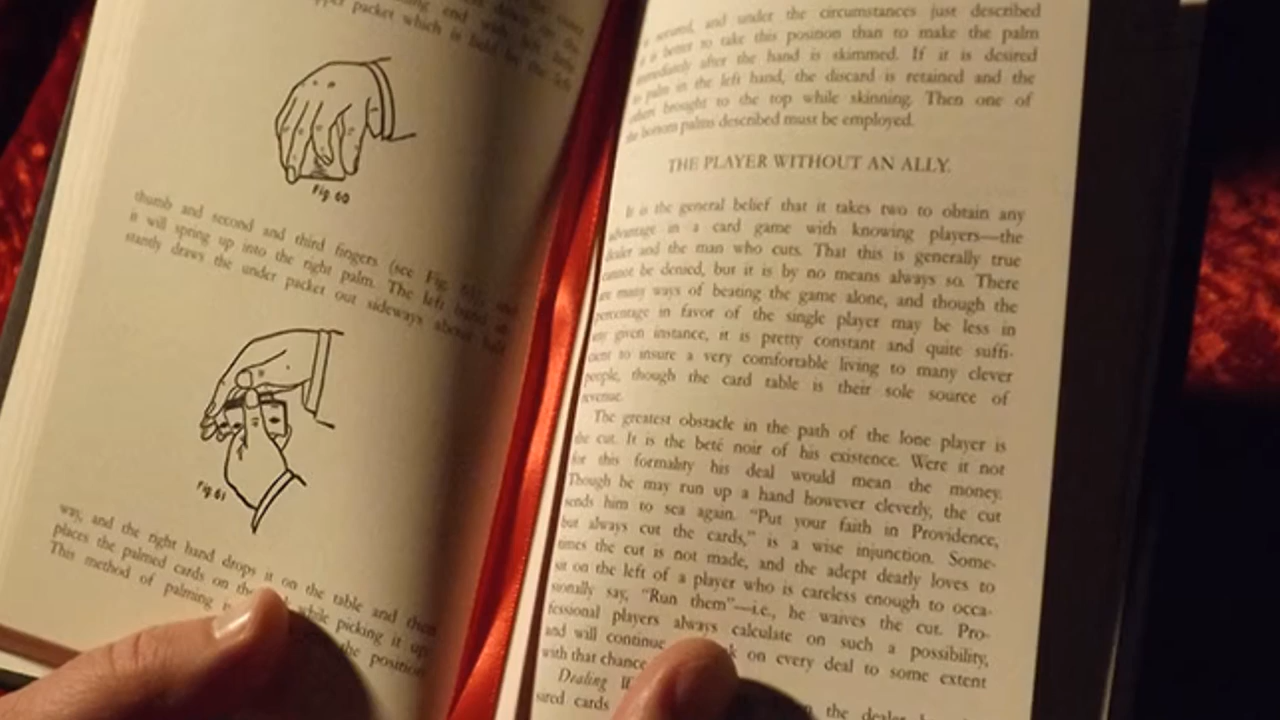 end with left
upper packet which is held in the left
Fig 60
thumb and second and third fingers (see Fig. 61), and
it will spring up into the right palm. The left hand
stantly draws the under packet out sideways about half
Fig 61
way, and the right hand drops it on the table and then
places the palmed cards on while picking it up.
This method of palming the position
secured, and under the circumstances just described
it is better to take this position than to make the palm
immediately after the hand is skimmed. If it is desired
to palm in the left hand, the discard is retained and the
others brought to the top while skinning. Then one of
the bottom palms described must be employed.
THE PLAYER WITHOUT AN ALLY.
It is the general belief that it takes two to obtain any
advantage in a card game with knowing players—the
dealer and the man who cuts. That this is generally true
cannot be denied, but it is by no means always so. There
are many ways of beating the game alone, and though the
percentage in favor of the single player may be less in
any given instance, it is pretty constant and quite suffi-
cient to insure a very comfortable living to many clever
people, though the card table is their sole source of
revenue.
The greatest obstacle in the path of the lone player is
the cut. It is the beté noir of his existence. Were it not
for this formality his deal would mean the money.
Though he may run up a hand however cleverly, the cut
sends him to sea again. "Put your faith in Providence,
but always cut the cards," is a wise injunction. Some-
times the cut is not made, and the adept dearly loves to
sit on the left of a player who is careless enough to occa-
sionally say, "Run them"—i.e., he waives the cut. Pro-
fessional players always calculate on such a possibility,
and will continue on every deal to some extent
with that chance
Dealing the dealer
sured cards